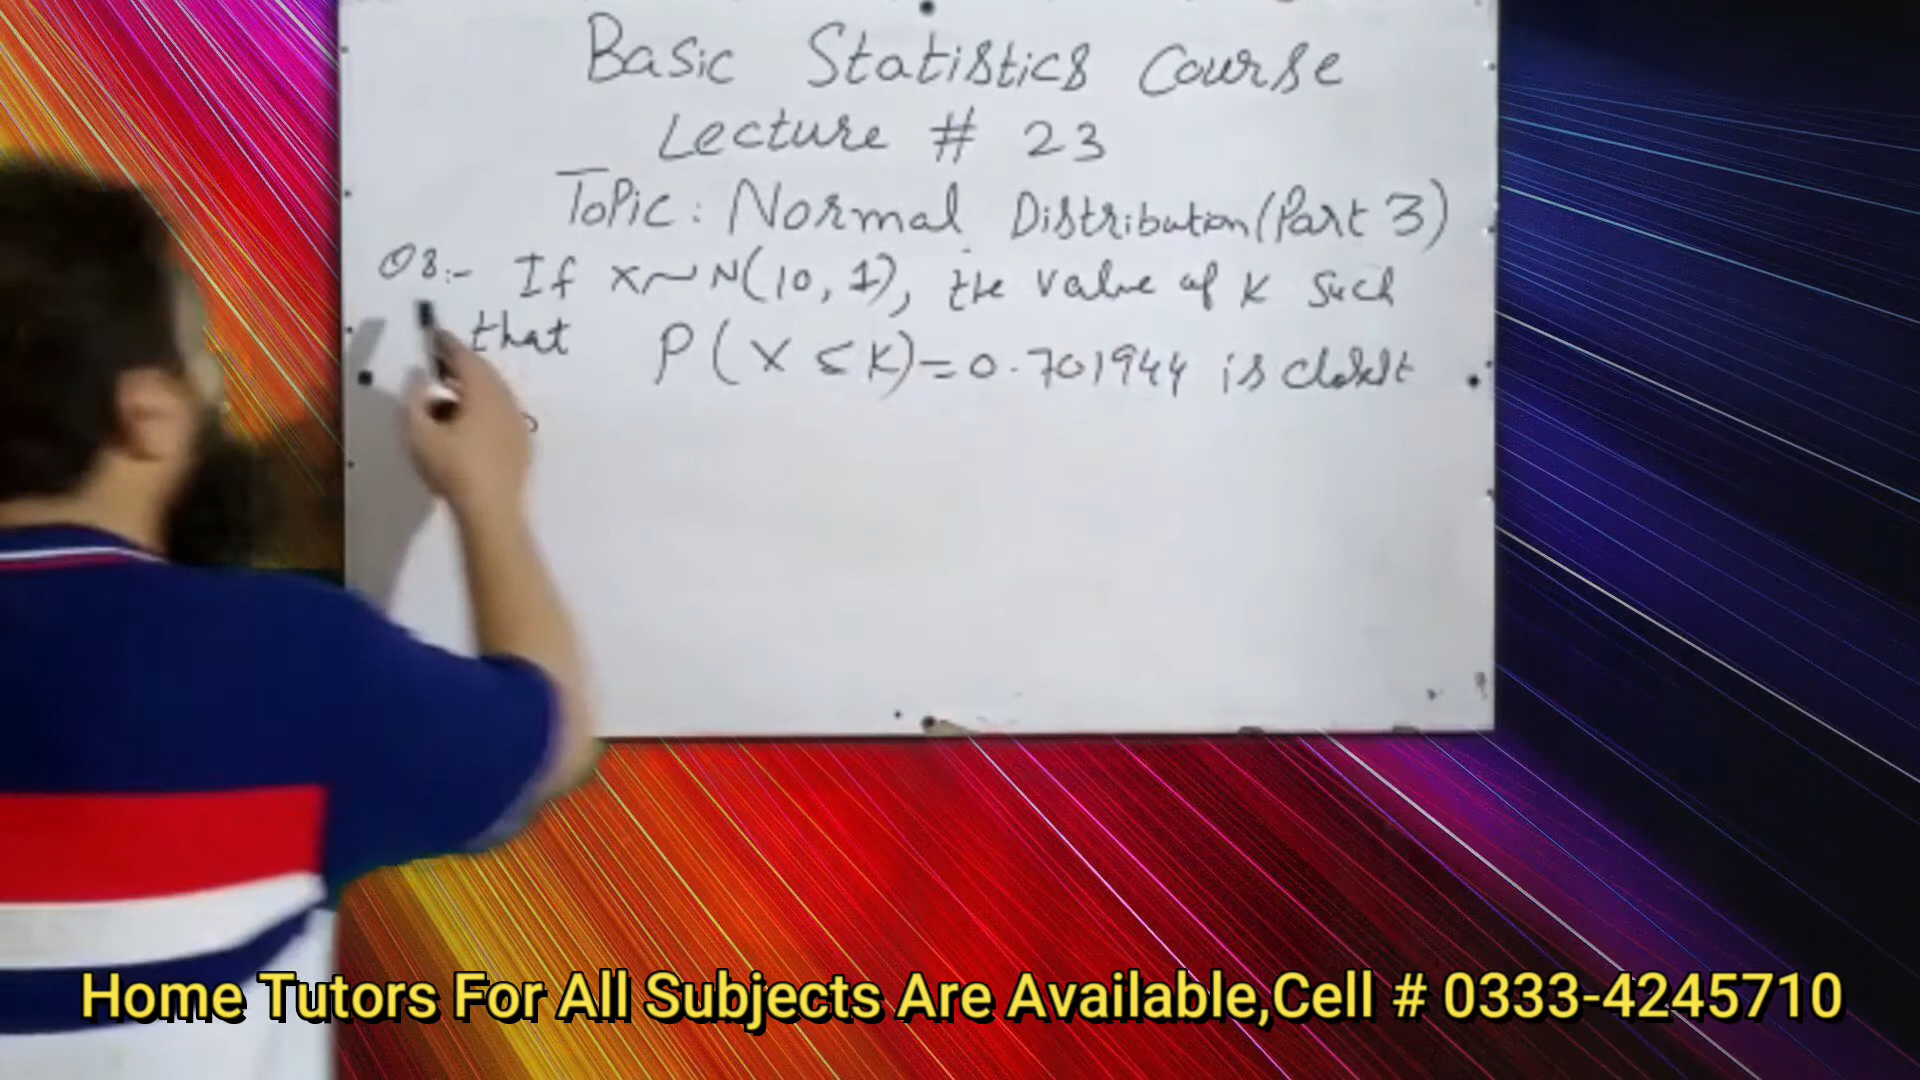 Basic Statistics Course
Lecture # 23
Topic: Normal Distribution (Part 3)
Q8:- If X~N(10,1), the value of K such
that P(X ≤ K)=0.701944 is closest
Home Tutors For All Subjects Are Available,Cell # 0333-4245710